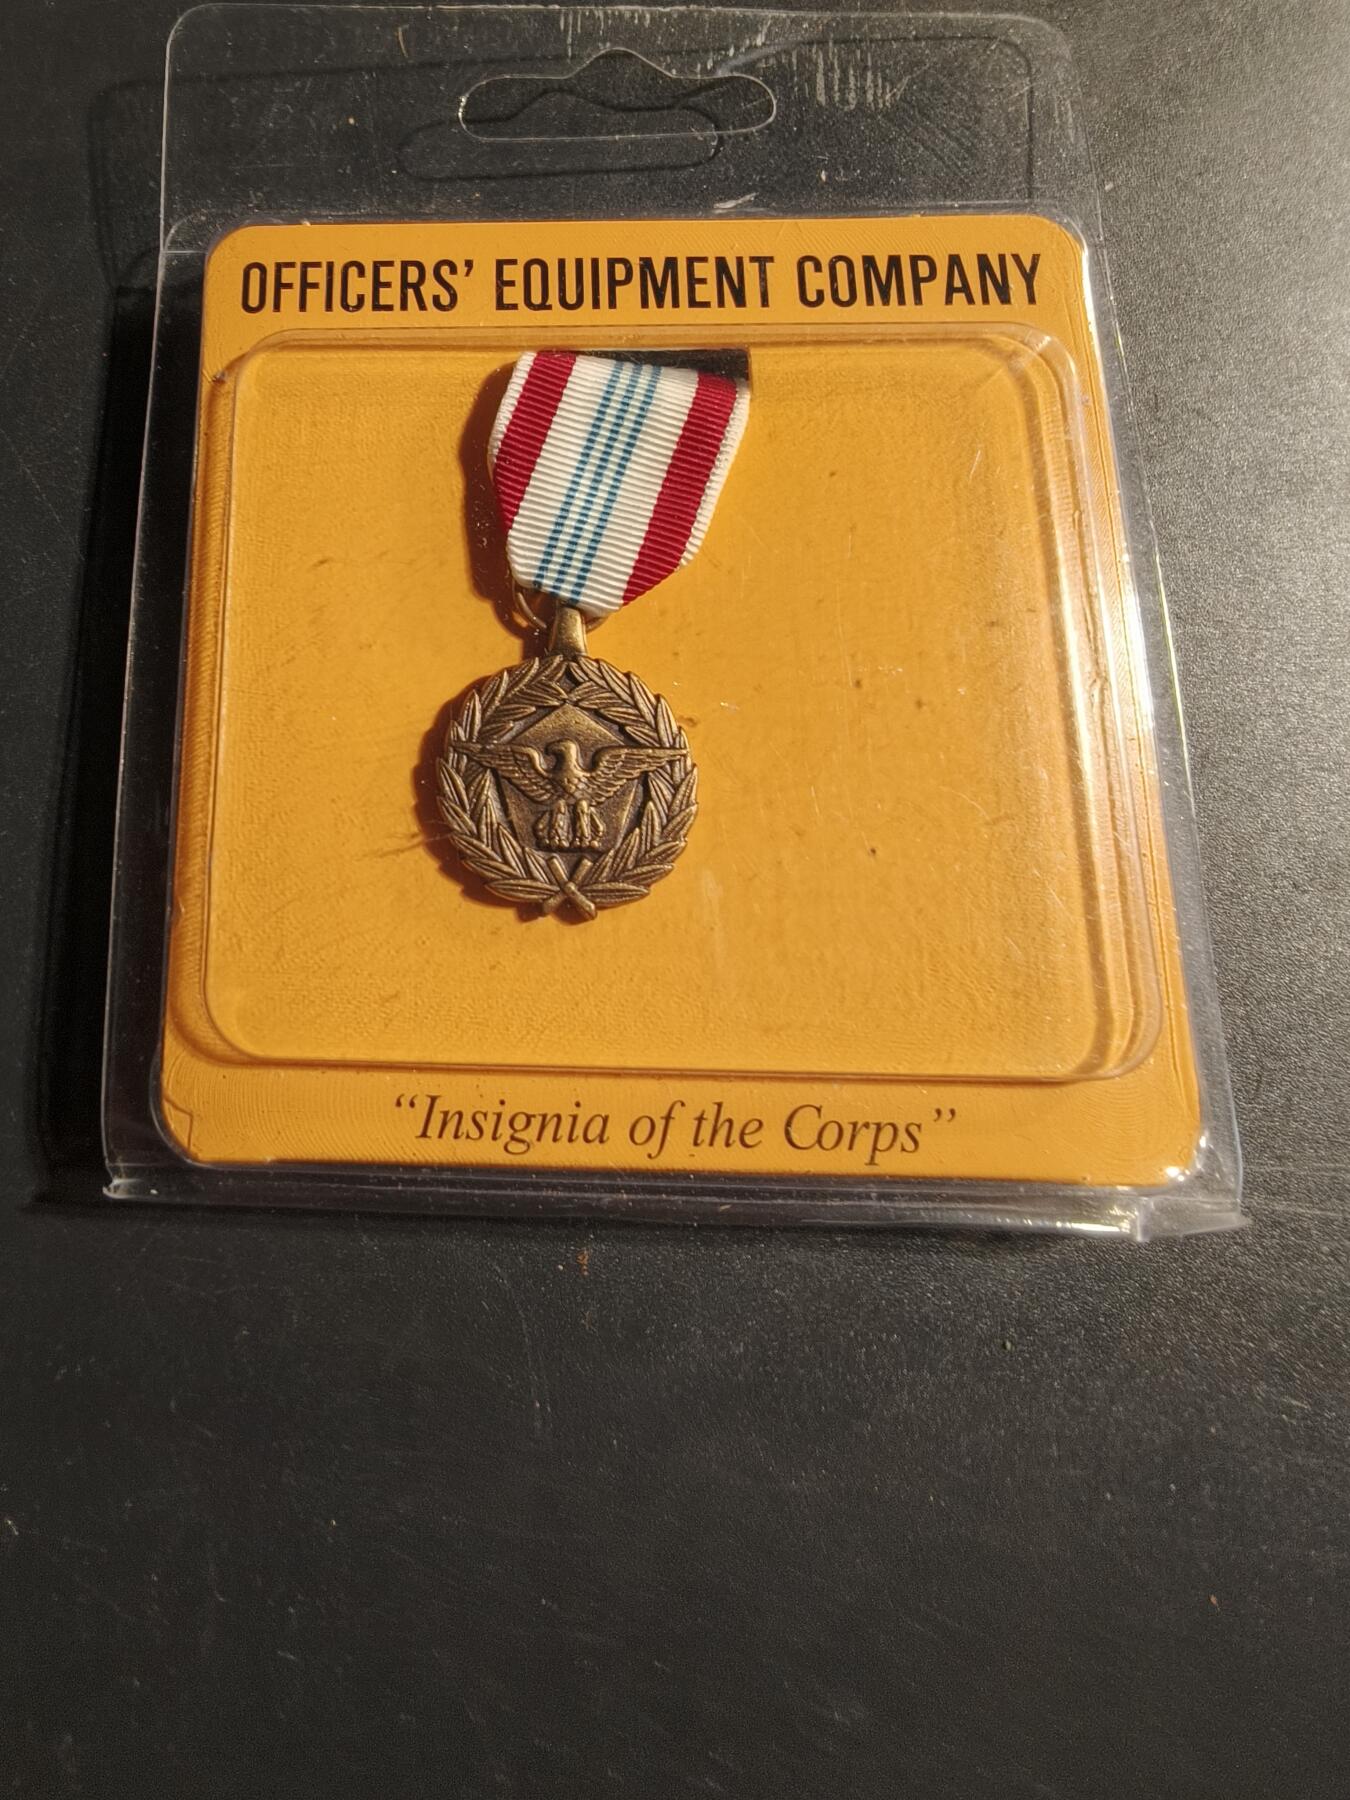 OFFICERS’ EQUIPMENT COMPANY
“Insignia of the Corps”